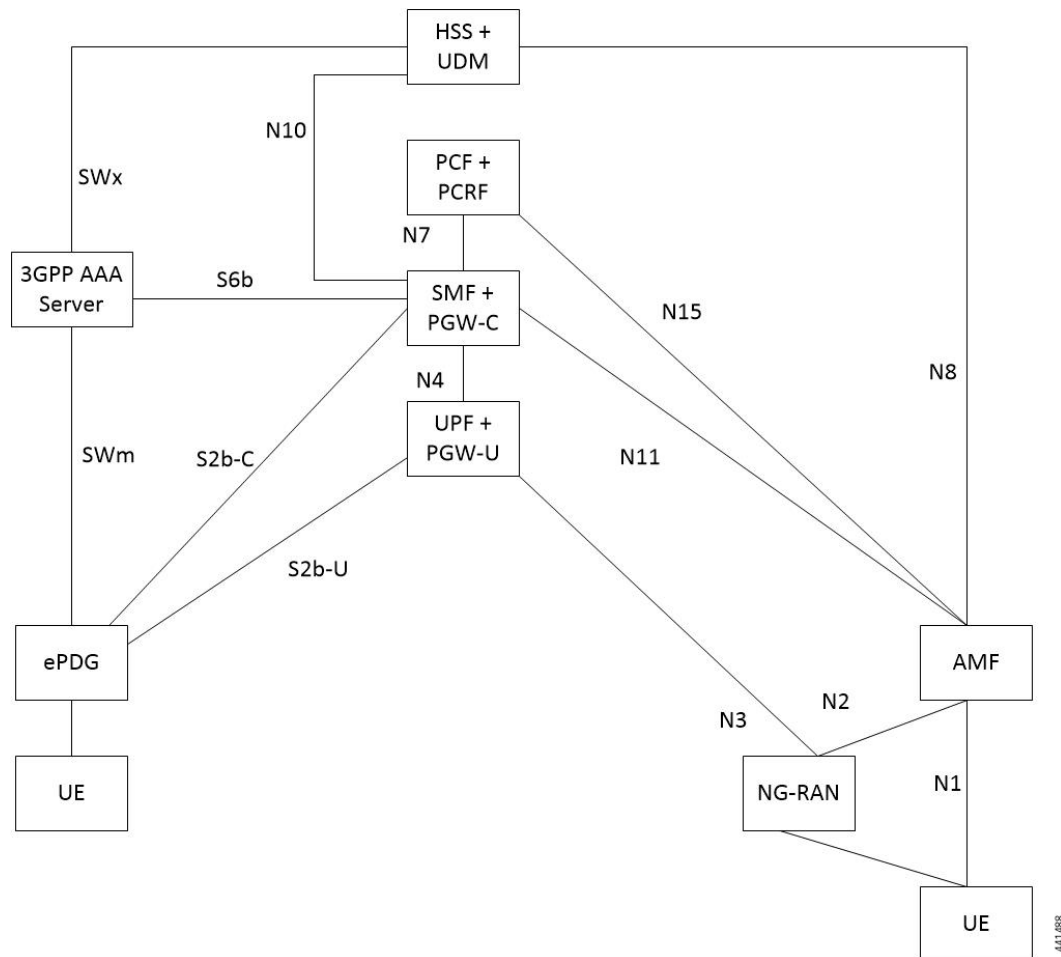 HSS +
UDM
N10
PCF +
PCRF
SWx
N7
3GPP AAA
Server
S6b
SMF +
PGW-C
N15
N8
N4
UPF +
PGW-U
SWm
S2b-C
N11
S2b-U
ePDG
AMF
N2
N3
UE
NG-RAN
N1
UE
441488